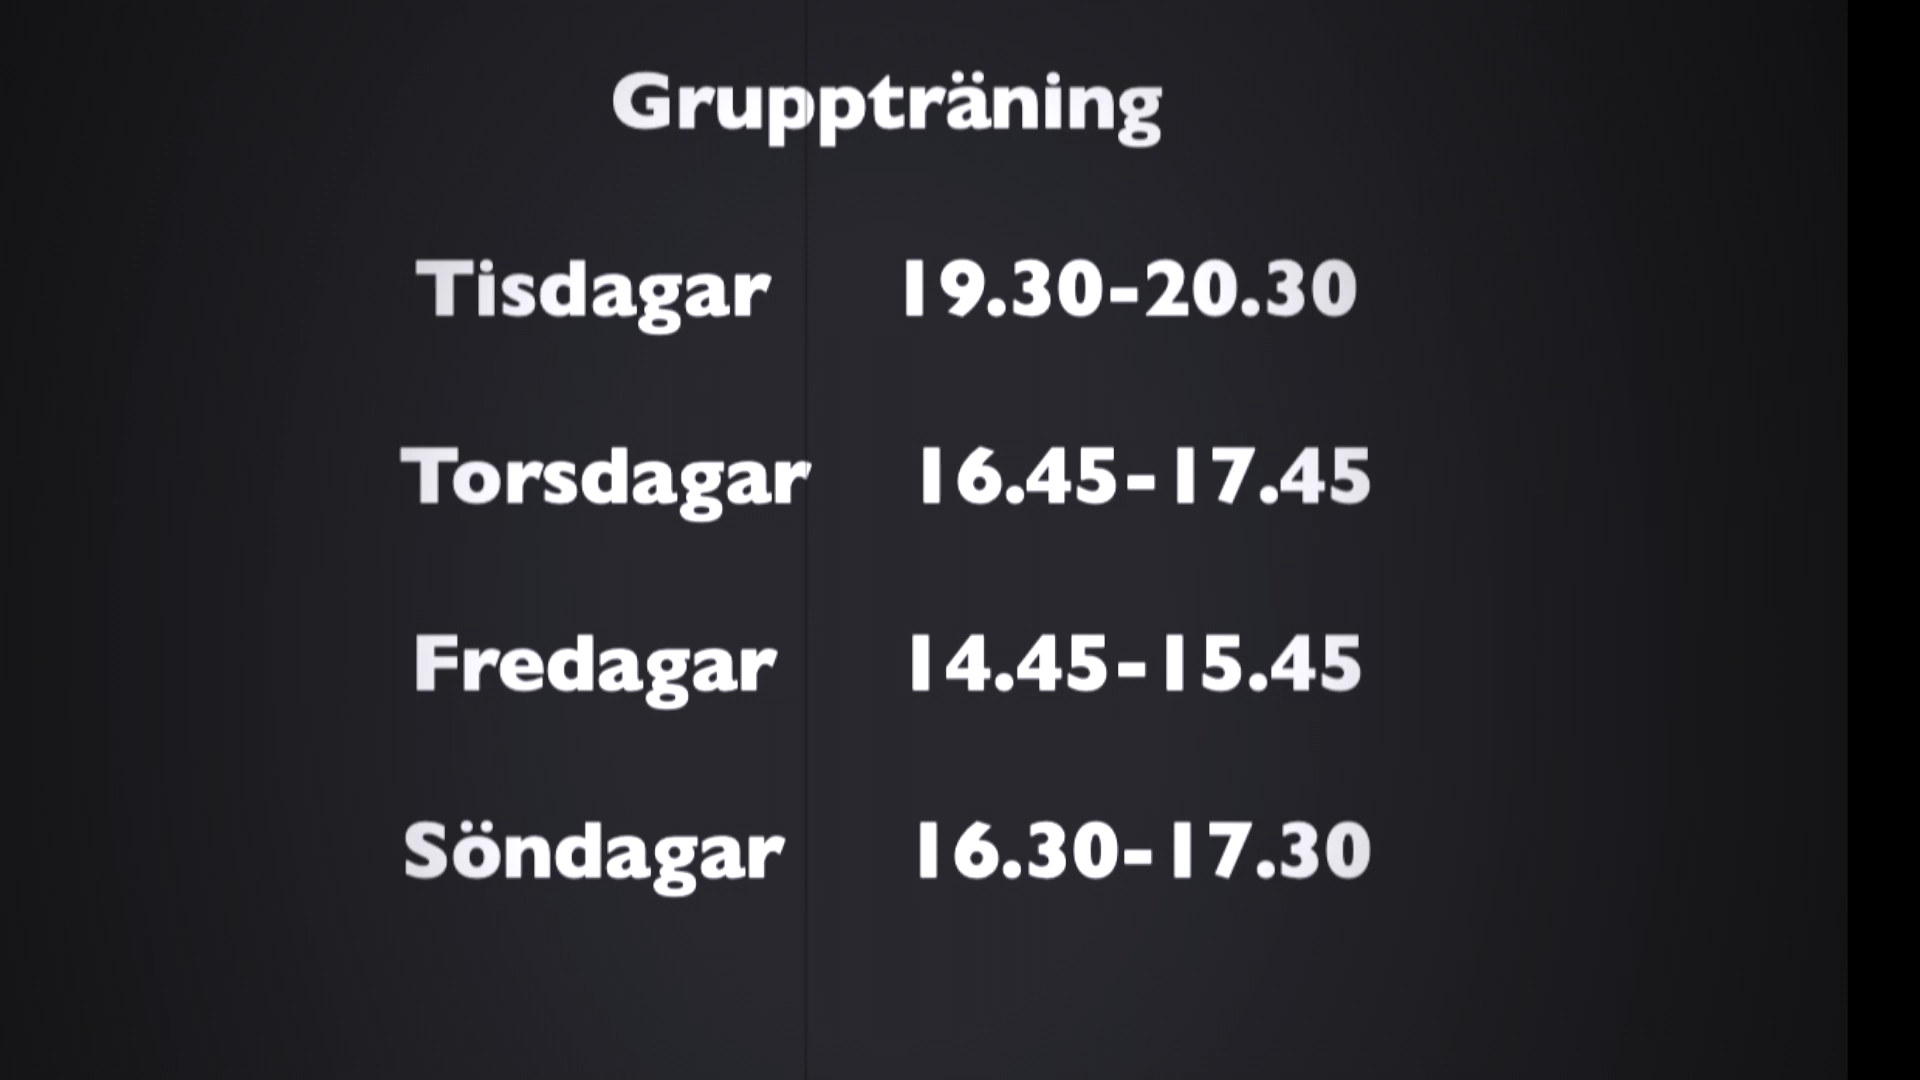 Gruppträning
Tisdagar 19.30-20.30
Torsdagar 16.45-17.45
Fredagar 14.45-15.45
Söndagar 16.30-17.30